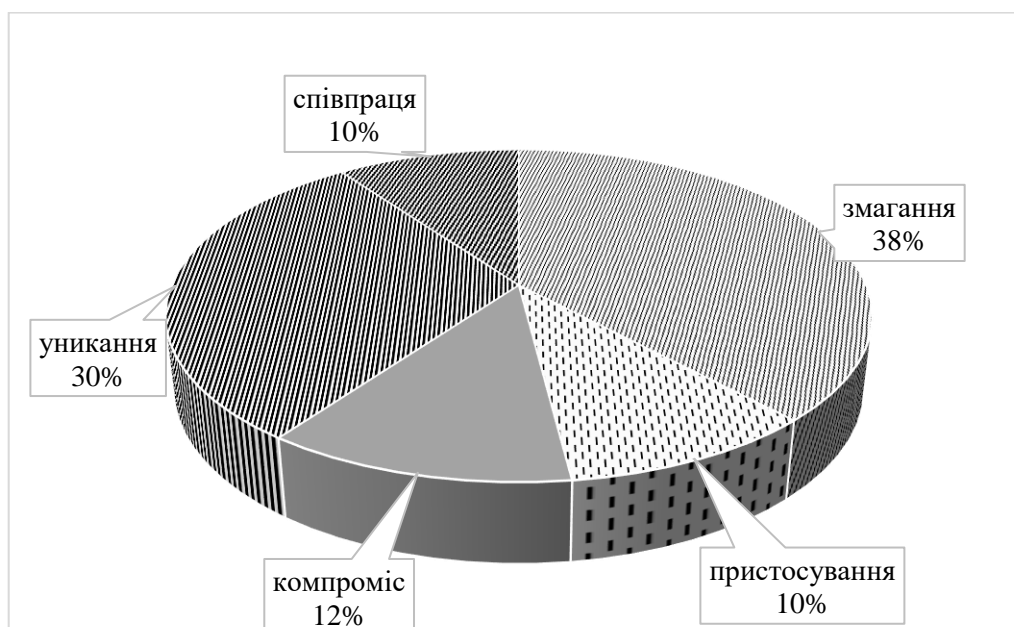 співпраця
10%
змагання
38%
уникання
30%
компроміс
12%
пристосування
10%